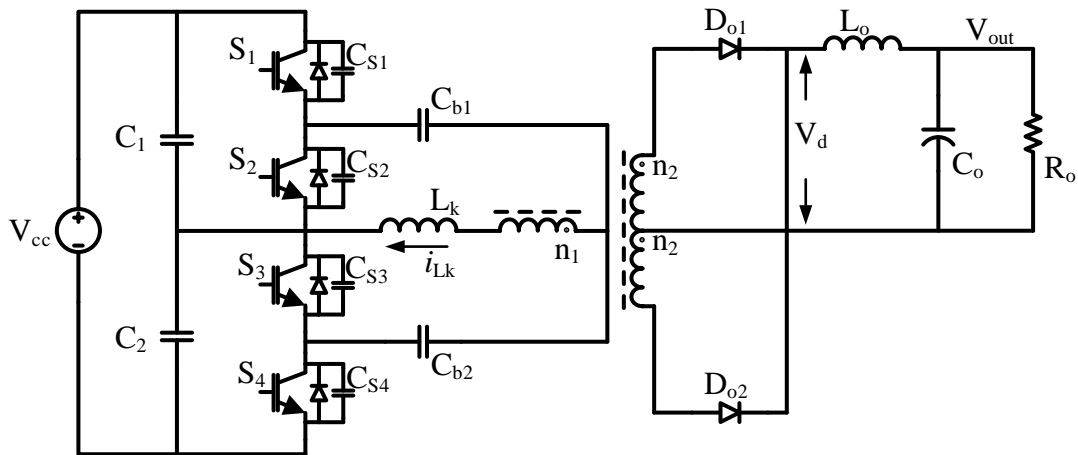 D₀₁
Lₒ
Vout
S₁
CS1
Cb1
C₁
Vd
S₂
CS2
n₂
Cₒ
Rₒ
Lk
Vcc
+
-
n₁
n₂
iLk
S₃
CS3
C₂
Cb2
S₄
CS4
Dₒ₂